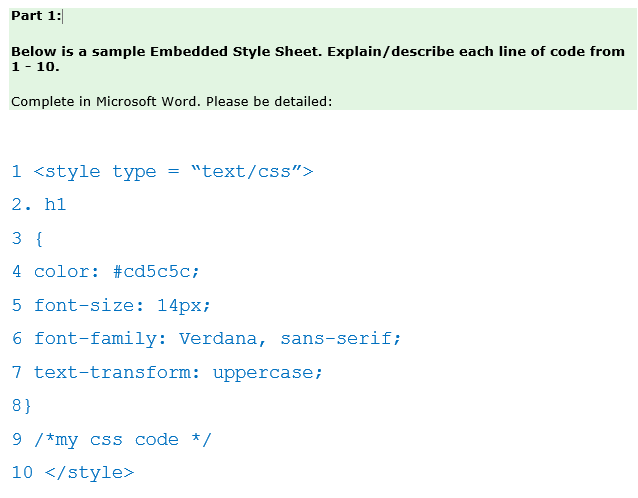 Part 1:
Below is a sample Embedded Style Sheet. Explain/describe each line of code from
1 - 10.
Complete in Microsoft Word. Please be detailed:
1 <style type = “text/css”>
2. h1
3 {
4 color: #cd5c5c;
5 font-size: 14px;
6 font-family: Verdana, sans-serif;
7 text-transform: uppercase;
8}
9 /*my css code */
10 </style>